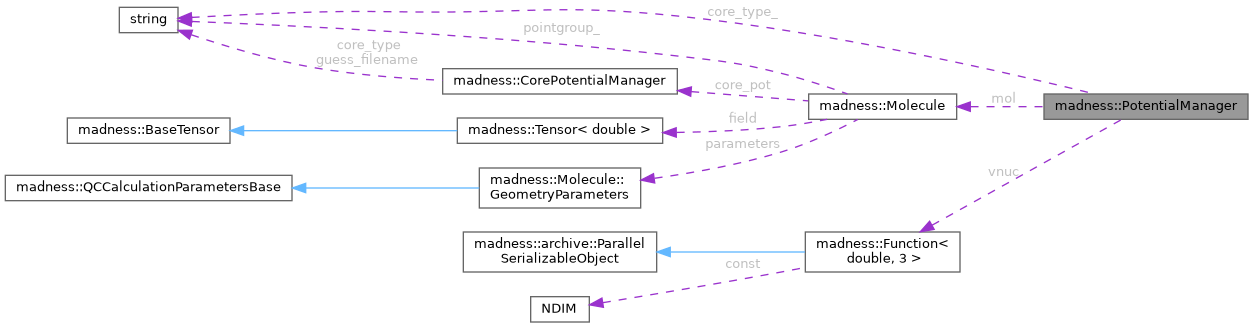 string
core_type_
pointgroup_
core_type
guess_filename
madness::CorePotentialManager
core_pot
madness::Molecule
mol
madness::PotentialManager
madness::BaseTensor
madness::Tensor< double >
field
parameters
madness::QCCalculationParametersBase
madness::Molecule::
GeometryParameters
vnuc
madness::archive::Parallel
SerializableObject
madness::Function<
double, 3 >
const
NDIM